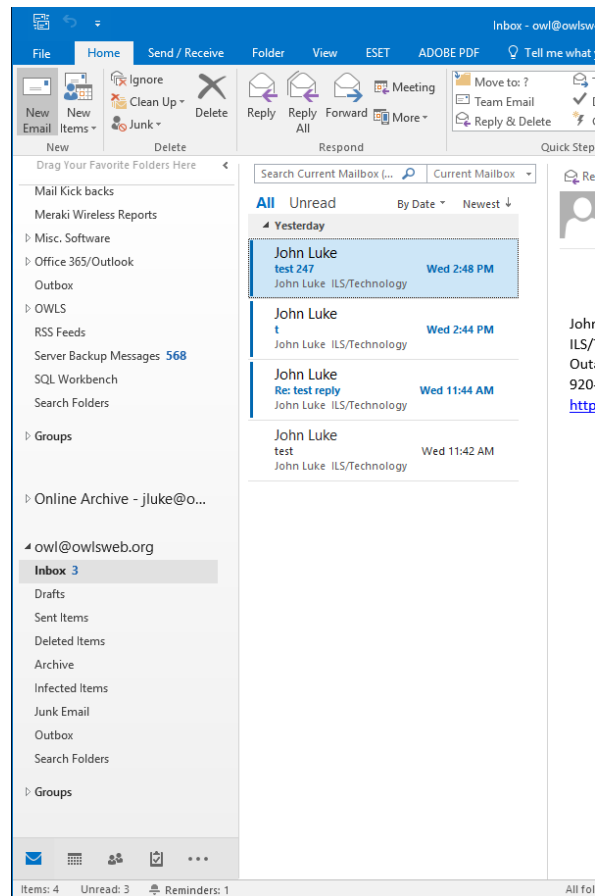 Inbox - owl@owlswe
File Home Send / Receive Folder View ESET ADOBE PDF Tell me what
New Email
New Items
Ignore
Clean Up
Junk
Delete
Reply
Reply All
Forward
Meeting
More
Move to: ?
Team Email
Reply & Delete
New Delete Respond Quick Step
Drag Your Favorite Folders Here
Mail Kick backs
Meraki Wireless Reports
Misc. Software
Office 365/Outlook
Outbox
OWLS
RSS Feeds
Server Backup Messages 568
SQL Workbench
Search Folders
Groups
Online Archive - jluke@o...
owl@owlsweb.org
Inbox 3
Drafts
Sent Items
Deleted Items
Archive
Infected Items
Junk Email
Outbox
Search Folders
Groups
Search Current Mailbox (... Current Mailbox
All Unread By Date Newest ↓
Yesterday
John Luke
test 247 Wed 2:48 PM
John Luke ILS/Technology
John Luke
t Wed 2:44 PM
John Luke ILS/Technology
John Luke
Re: test reply Wed 11:44 AM
John Luke ILS/Technology
John Luke
test Wed 11:42 AM
John Luke ILS/Technology
Re
John
ILS/
Outa
920-
http
Items: 4 Unread: 3 Reminders: 1 All fol